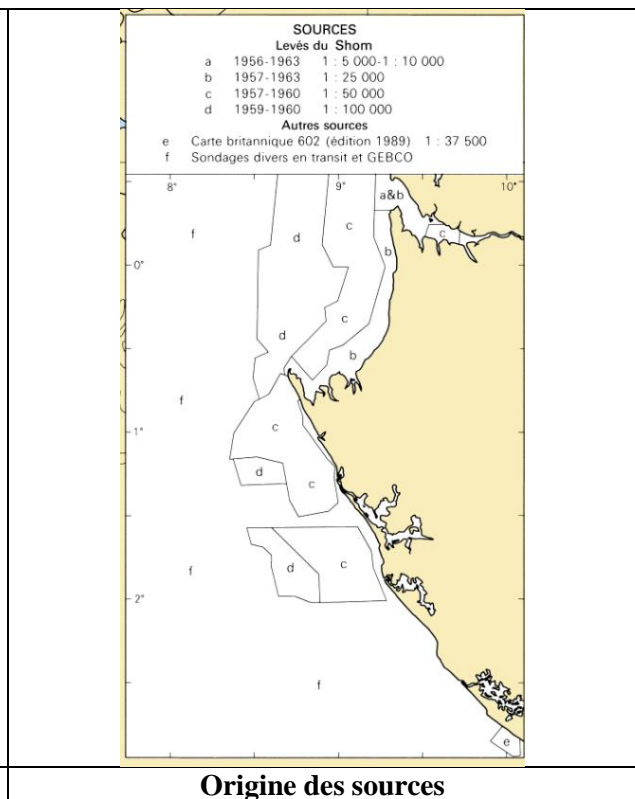 SOURCES
Levés du Shom
a 1956-1963 1 : 5 000-1 : 10 000
b 1957-1963 1 : 25 000
c 1957-1960 1 : 50 000
d 1959-1960 1 : 100 000
Autres sources
e Carte britannique 602 (édition 1989) 1 : 37 500
f Sondages divers en transit et GEBCO
8° 9° 10°
a&b
f d c c
b
0°
c
d b
f
1° c
d c
f d c
2°
f
e
Origine des sources